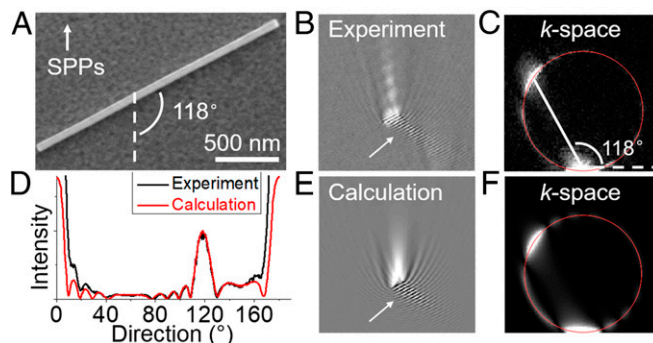 A
SPPs
118°
500 nm
B
Experiment
C
k-space
118°
D
Experiment
Calculation
Intensity
0 40 80 120 160
Direction (°)
E
Calculation
F
k-space